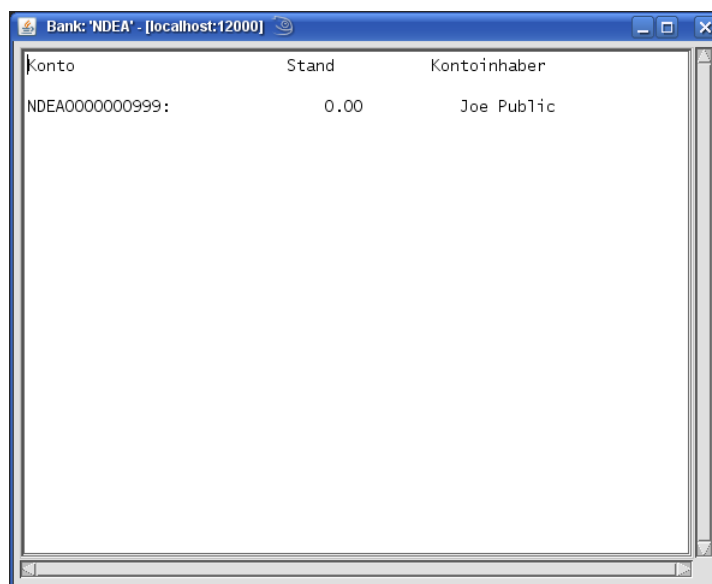 Bank: 'NDEA' - [localhost:12000]
Konto Stand Kontoinhaber
NDEA0000000999: 0.00 Joe Public